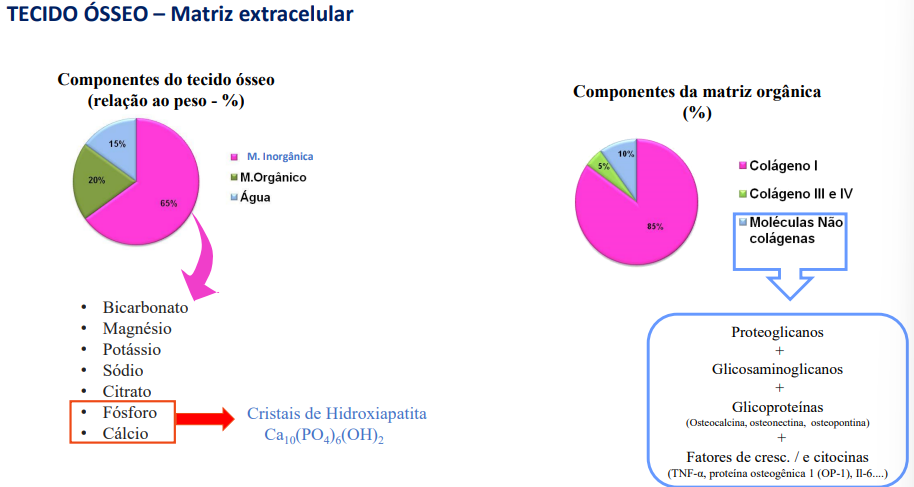 TECIDO ÓSSEO – Matriz extracelular
Componentes do tecido ósseo
(relação ao peso - %)
15%
20%
65%
M. Inorgânica
M.Orgânico
Água
• Bicarbonato
• Magnésio
• Potássio
• Sódio
• Citrato
• Fósforo
• Cálcio
Cristais de Hidroxiapatita
Ca₁₀(PO₄)₆(OH)₂
Componentes da matriz orgânica
(%)
10%
5%
85%
Colágeno I
Colágeno III e IV
Moléculas Não
colágenas
Proteoglicanos
+
Glicosaminoglicanos
+
Glicoproteínas
(Osteocalcina, osteonectina, osteopontina)
+
Fatores de cresc. / e citocinas
(TNF-α, proteína osteogênica 1 (OP-1), Il-6....)